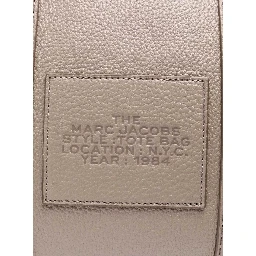 THE
MARC JACOBS
STYLE : TOTE BAG
LOCATION : N.Y.C.
YEAR : 1984